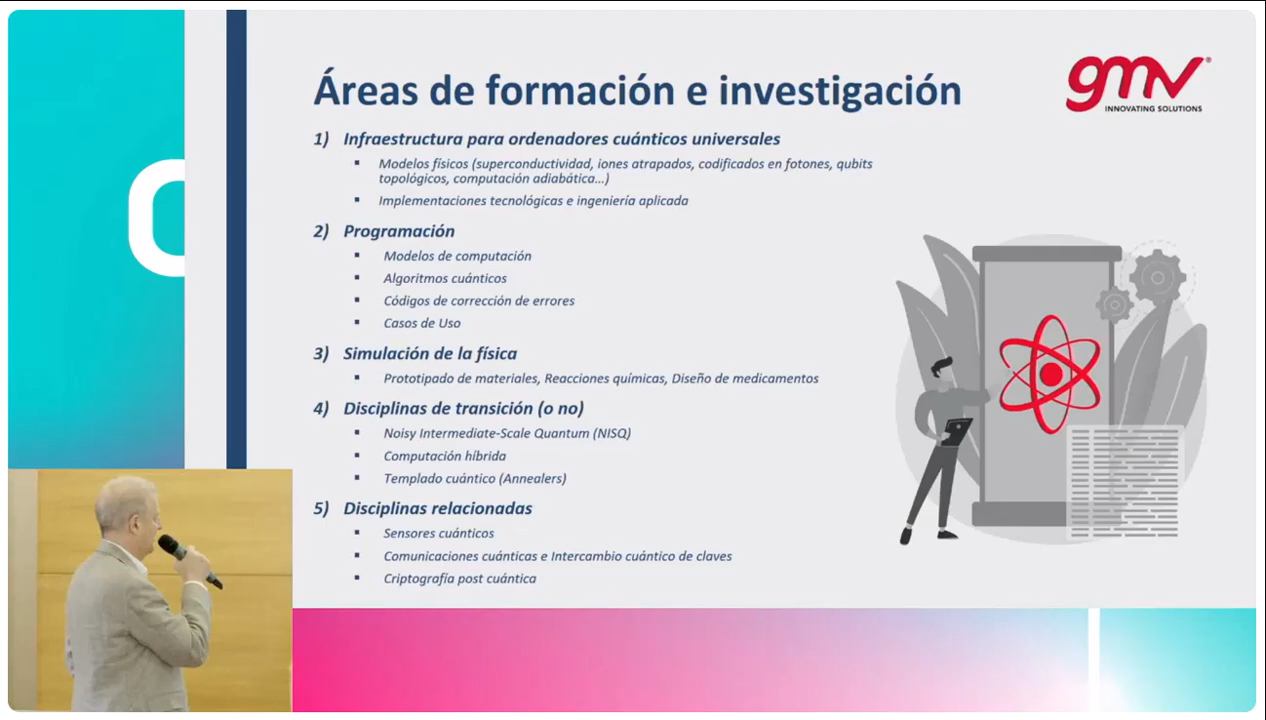 Áreas de formación e investigación
gmv®
INNOVATING SOLUTIONS
1) Infraestructura para ordenadores cuánticos universales
▪ Modelos físicos (superconductividad, iones atrapados, codificados en fotones, qubits
topológicos, computación adiabática...)
▪ Implementaciones tecnológicas e ingeniería aplicada
2) Programación
▪ Modelos de computación
▪ Algoritmos cuánticos
▪ Códigos de corrección de errores
▪ Casos de Uso
3) Simulación de la física
▪ Prototipado de materiales, Reacciones químicas, Diseño de medicamentos
4) Disciplinas de transición (o no)
▪ Noisy Intermediate-Scale Quantum (NISQ)
▪ Computación híbrida
▪ Templado cuántico (Annealers)
5) Disciplinas relacionadas
▪ Sensores cuánticos
▪ Comunicaciones cuánticas e Intercambio cuántico de claves
▪ Criptografía post cuántica